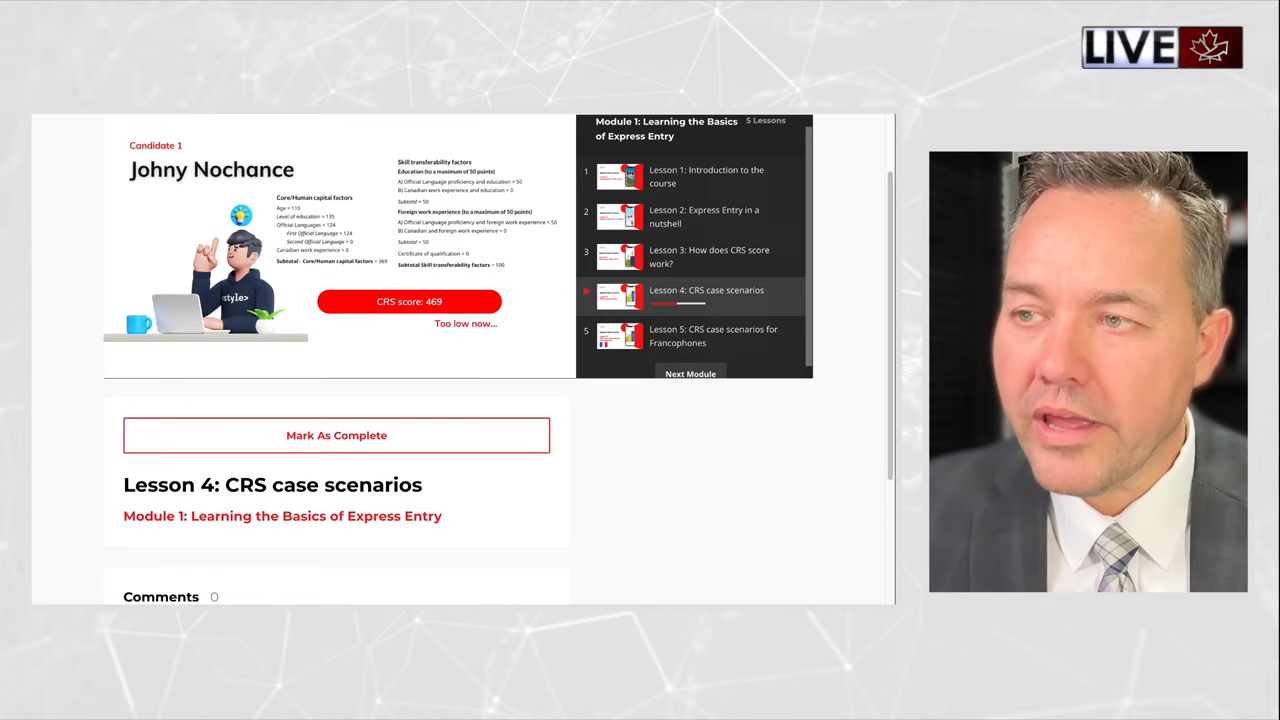 LIVE
Candidate 1
Johny Nochance
Core/Human capital factors
Age = 110
Level of education = 135
Official Languages = 124
First Official Language = 124
Second Official Language = 0
Canadian work experience = 0
Subtotal - Core/Human capital factors = 369
Skill transferability factors
Education (to a maximum of 50 points)
A) Official Language proficiency and education = 50
B) Canadian work experience and education = 0
Subtotal = 50
Foreign work experience (to a maximum of 50 points)
A) Official Language proficiency and foreign work experience = 50
B) Canadian and foreign work experience = 0
Subtotal = 50
Certificate of qualification = 0
Subtotal Skill transferability factors = 100
style>
CRS score: 469
Too low now...
Module 1: Learning the Basics
of Express Entry
5 Lessons
1
Lesson 1: Introduction to the
course
2
Lesson 2: Express Entry in a
nutshell
3
Lesson 3: How does CRS score
work?
Lesson 4: CRS case scenarios
5
Lesson 5: CRS case scenarios for
Francophones
Next Module
Mark As Complete
Lesson 4: CRS case scenarios
Module 1: Learning the Basics of Express Entry
Comments 0